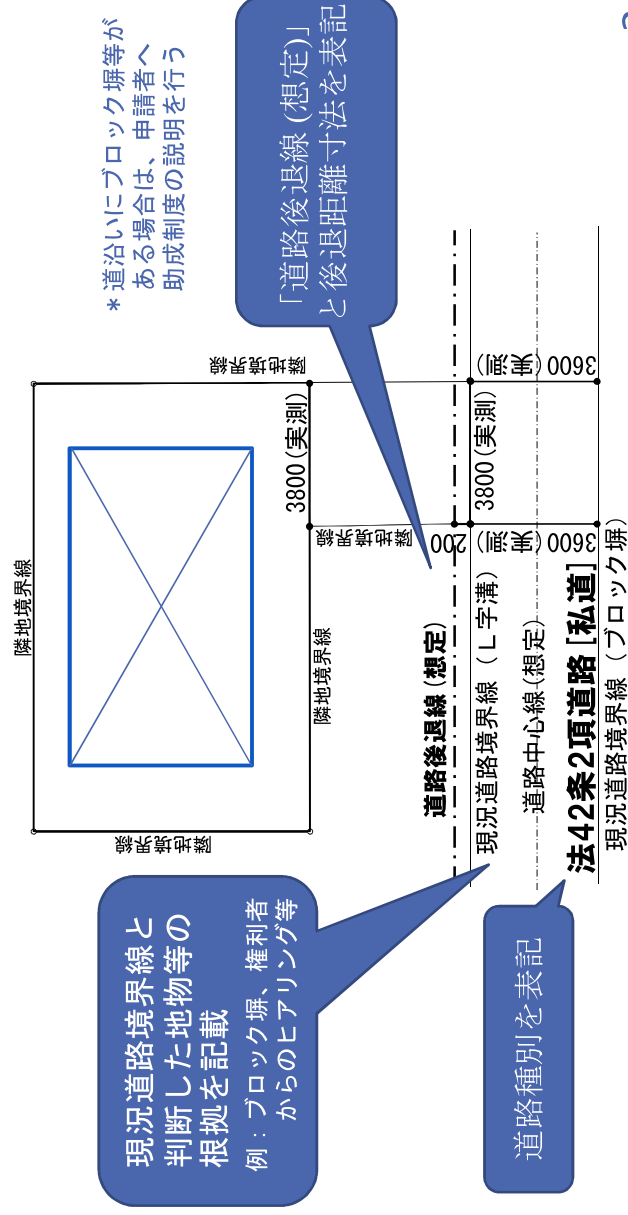 ＊道沿いにブロック塀等が
ある場合は、申請者へ
助成制度の説明を行う
「道路後退線(想定)」
と後退距離寸法を表記
隣地境界線
隣地境界線
隣地境界線
隣地境界線
隣地境界線
3800(実測)
3800(実測)
200
3600(実測)
3600(実測)
道路後退線(想定)
現況道路境界線(L字溝)
道路中心線(想定)
法42条2項道路[私道]
現況道路境界線(ブロック塀)
現況道路境界線と
判断した地物等の
根拠を記載
例：ブロック塀、権利者
からのヒアリング等
道路種別を表記